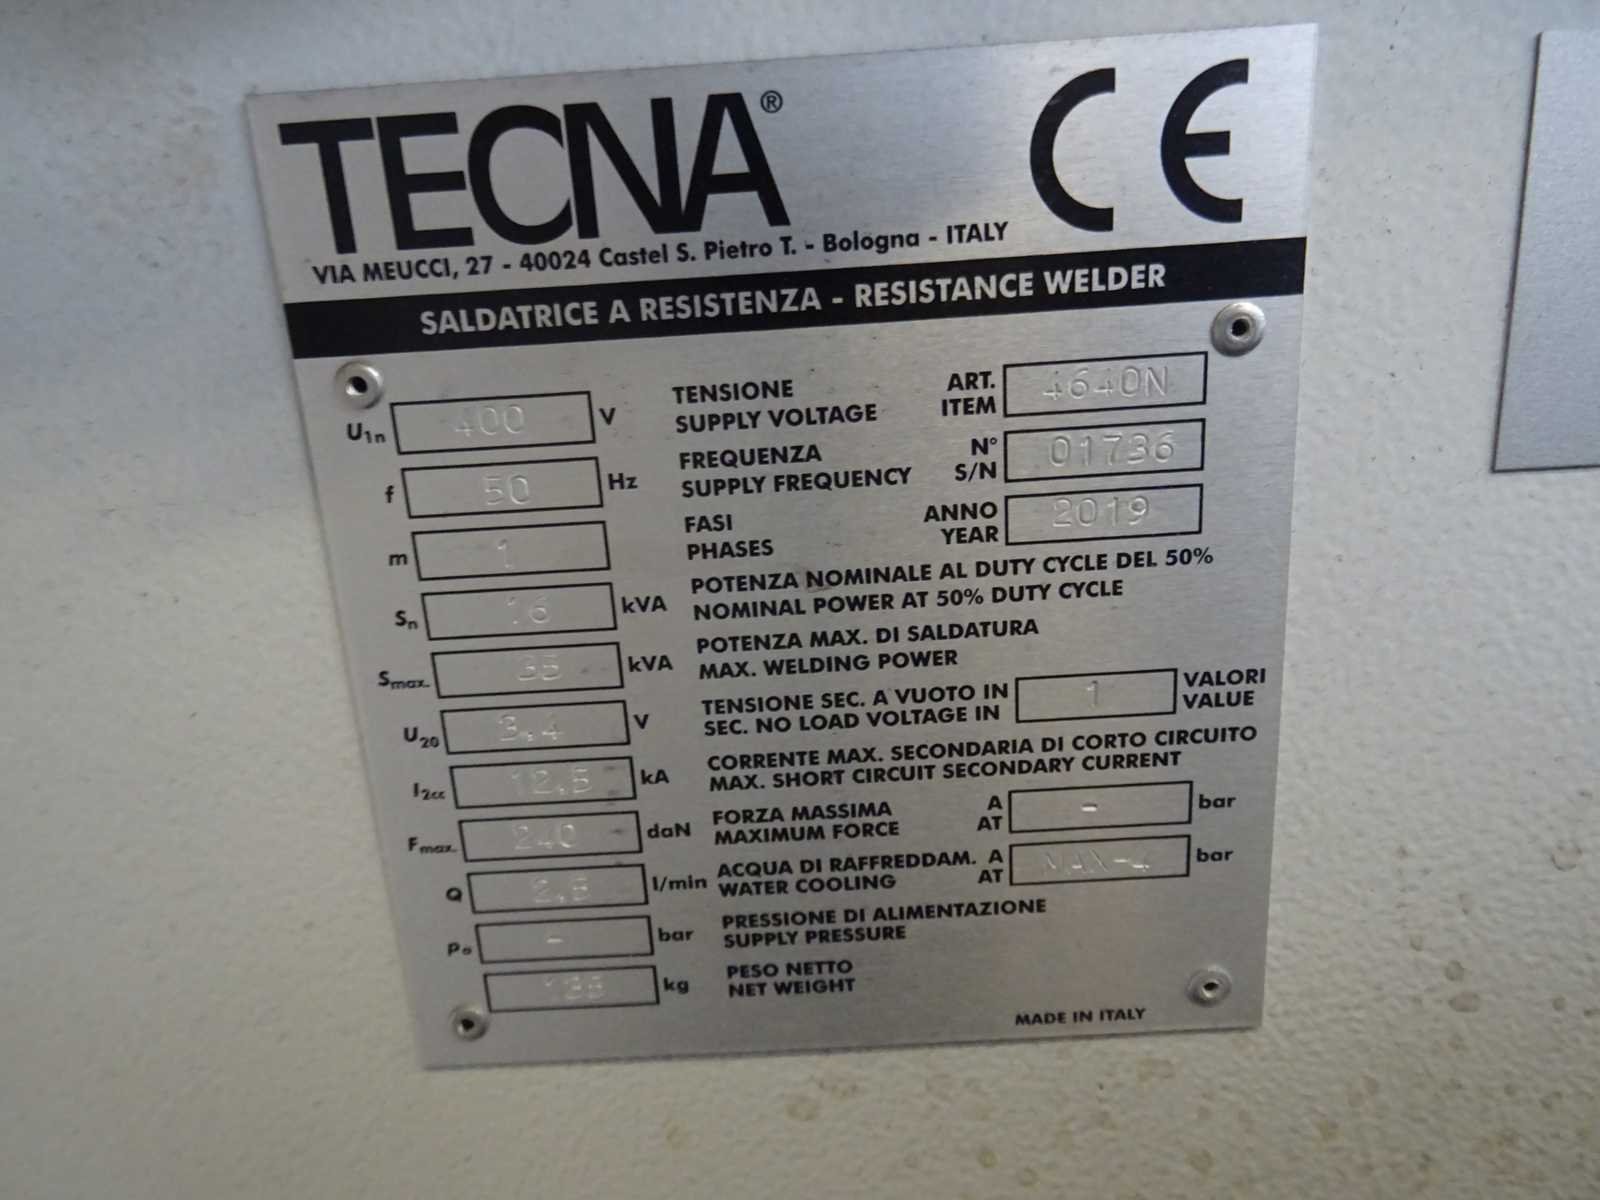 TECNA®
CE
VIA MEUCCI, 27 - 40024 Castel S. Pietro T. - Bologna - ITALY
SALDATRICE A RESISTENZA - RESISTANCE WELDER
U1n 400 V TENSIONE SUPPLY VOLTAGE ART. ITEM 4640N
f 50 Hz FREQUENZA SUPPLY FREQUENCY N° S/N 01736
m 1 FASI PHASES ANNO YEAR 2019
Sn 16 kVA POTENZA NOMINALE AL DUTY CYCLE DEL 50%
NOMINAL POWER AT 50% DUTY CYCLE
Smax. 35 kVA POTENZA MAX. DI SALDATURA
MAX. WELDING POWER
U20 3.4 V TENSIONE SEC. A VUOTO IN
SEC. NO LOAD VOLTAGE IN 1 VALORI VALUE
I2cc 12.5 kA CORRENTE MAX. SECONDARIA DI CORTO CIRCUITO
MAX. SHORT CIRCUIT SECONDARY CURRENT
Fmax. 240 daN FORZA MASSIMA MAXIMUM FORCE A AT - bar
Q 2.5 l/min ACQUA DI RAFFREDDAM. WATER COOLING A AT MAX-4 bar
Po - bar PRESSIONE DI ALIMENTAZIONE
SUPPLY PRESSURE
kg PESO NETTO
NET WEIGHT
MADE IN ITALY